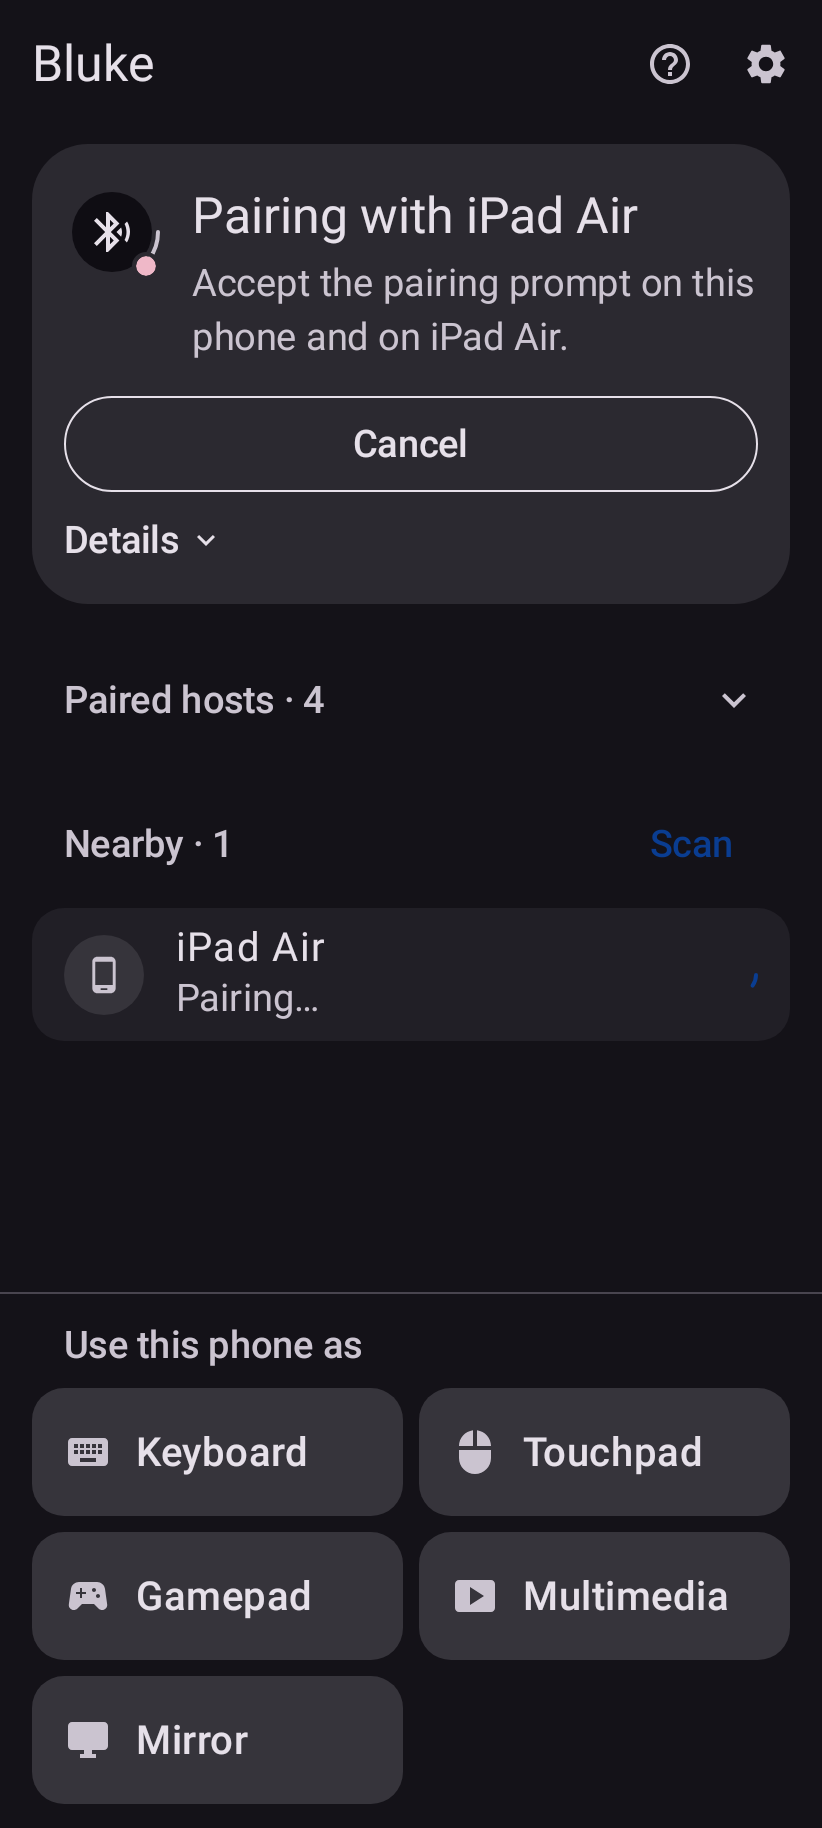 Bluke
Pairing with iPad Air
Accept the pairing prompt on this
phone and on iPad Air.
Cancel
Details
Paired hosts · 4
Nearby · 1
Scan
iPad Air
Pairing…
Use this phone as
Keyboard
Touchpad
Gamepad
Multimedia
Mirror